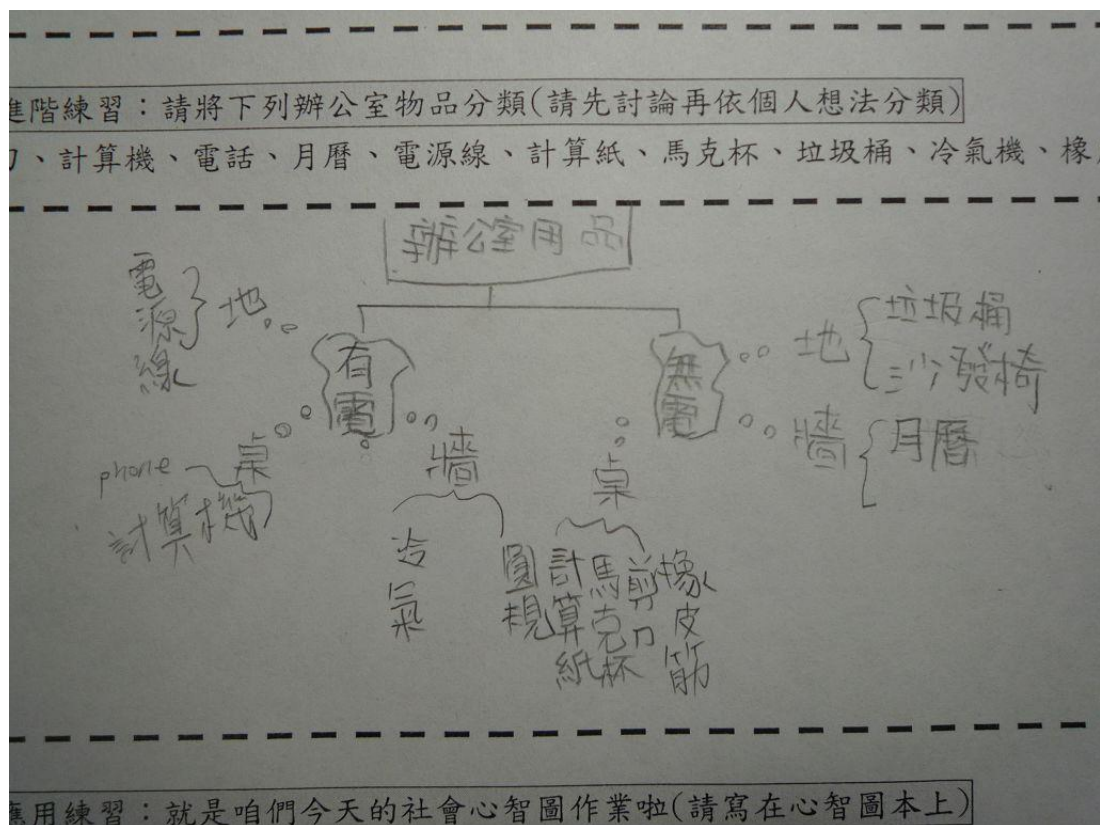 進階練習：請將下列辦公室物品分類(請先討論再依個人想法分類)
刀、計算機、電話、月曆、電源線、計算紙、馬克杯、垃圾桶、冷氣機、橡
辦公室用品
有電
地
電源線
桌
phone
計算機
牆
冷氣
無電
地
垃圾桶
沙發椅
牆
月曆
桌
圓規
計算紙
馬克杯
剪刀
橡皮筋
應用練習：就是咱們今天的社會心智圖作業啦(請寫在心智圖本上)